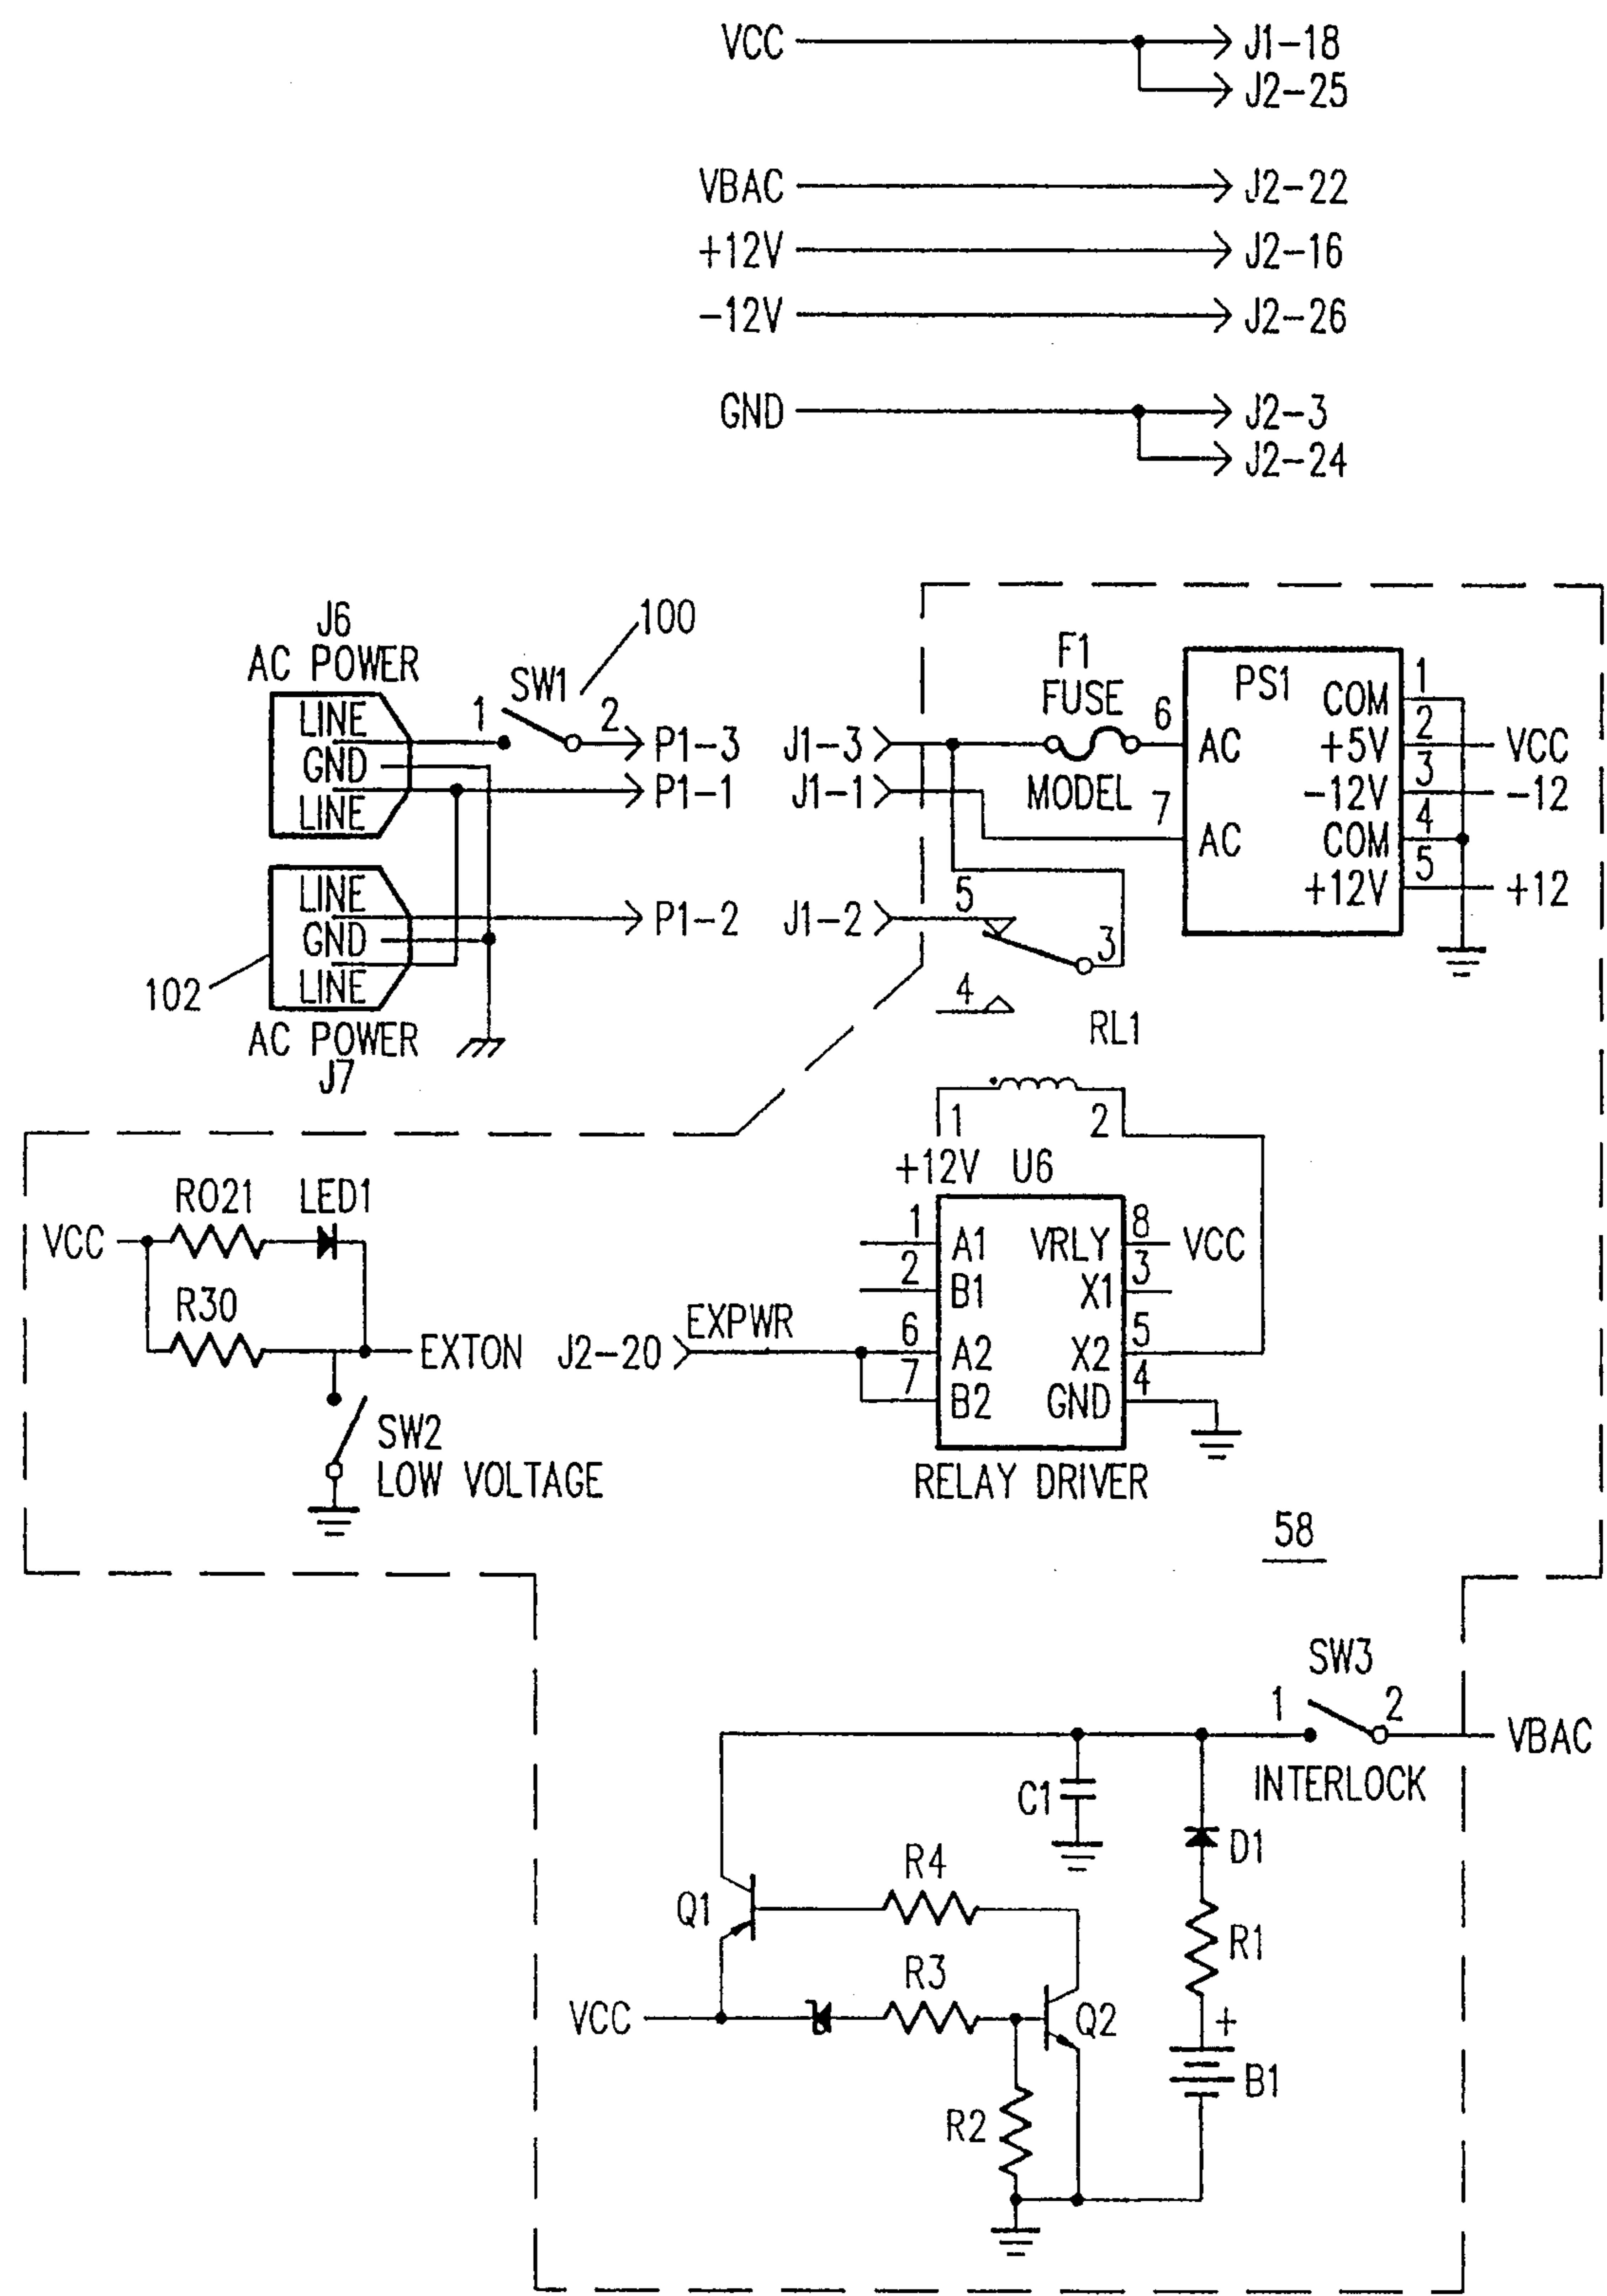 VCC J1-18
J2-25
VBAC J2-22
+12V J2-16
-12V J2-26
GND J2-3
J2-24
J6
AC POWER
LINE
GND
LINE
1 SW1 2
100
P1-3
P1-1
LINE
GND
LINE
102
AC POWER
J7
P1-2
J1-3
J1-1
J1-2
F1
FUSE
MODEL
6
7
PS1
AC
AC
COM
+5V
-12V
COM
+12V
1
2
3
4
5
VCC
-12
+12
5
3
4
RL1
1 2
+12V U6
1
2
6
7
A1
B1
A2
B2
VRLY
X1
X2
GND
8
3
5
4
VCC
RELAY DRIVER
RO21 LED1
VCC
R30
EXTON
J2-20 EXPWR
SW2
LOW VOLTAGE
58
SW3
1 2
VBAC
INTERLOCK
C1
D1
R4
Q1
R1
R3
VCC
Q2
+
B1
R2